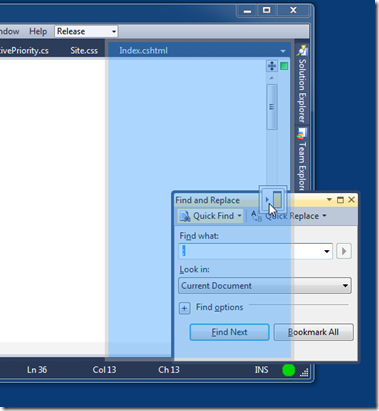 indow Help Release
tivePriority.cs Site.css Index.cshtml
Solution Explorer
Team Explore
Find and Replace
Quick Find Quick Replace
Find what:
Look in:
Current Document
Find options
Find Next Bookmark All
Ln 36 Col 13 Ch 13 INS